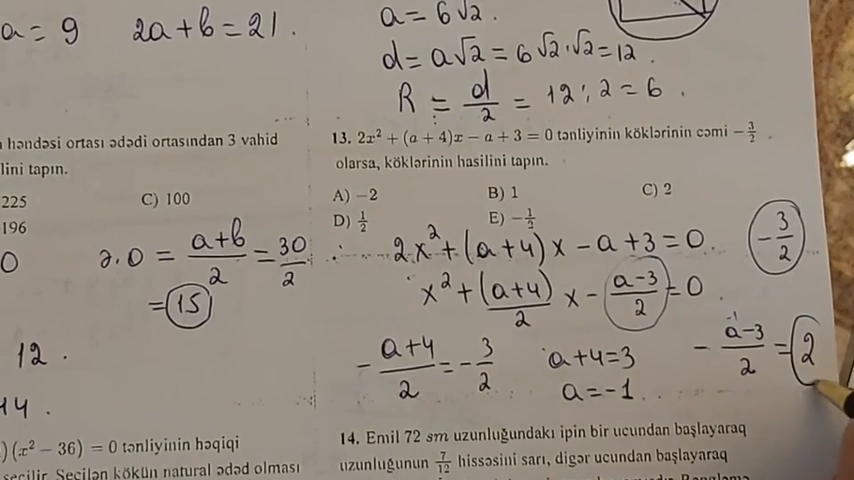 a = 9 2a + b = 21.
a = 6√2.
d = a√2 = 6√2·√2 = 12.
R = d/2 = 12 : 2 = 6.
həndəsi ortası ədədi ortasından 3 vahid
lini tapın.
225 C) 100
196
a.o = (a+b)/2 = 30/2
= 15
12.
14.
)(x² − 36) = 0 tənliyinin həqiqi
seçilir. Seçilən kökün natural ədəd olması
13. 2x² + (a + 4)x − a + 3 = 0 tənliyinin köklərinin cəmi −3/2
olarsa, köklərinin hasilini tapın.
A) −2 B) 1 C) 2
D) 1/2 E) −1/2
2x² + (a+4)x − a + 3 = 0. −3/2
x² + (a+4)/2 x − (a−3)/2 = 0.
−(a+4)/2 = −3/2 a+4 = 3 −(a−3)/2 = 2
-1
a = −1
14. Emil 72 sm uzunluğundakı ipin bir ucundan başlayaraq
uzunluğunun 7/12 hissəsini sarı, digər ucundan başlayaraq